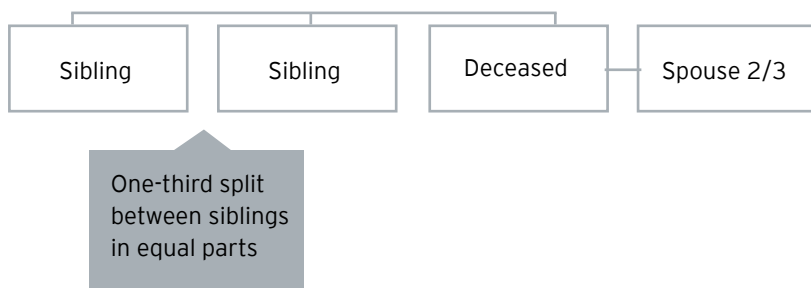 Sibling
Sibling
Deceased
Spouse 2/3
One-third split
between siblings
in equal parts